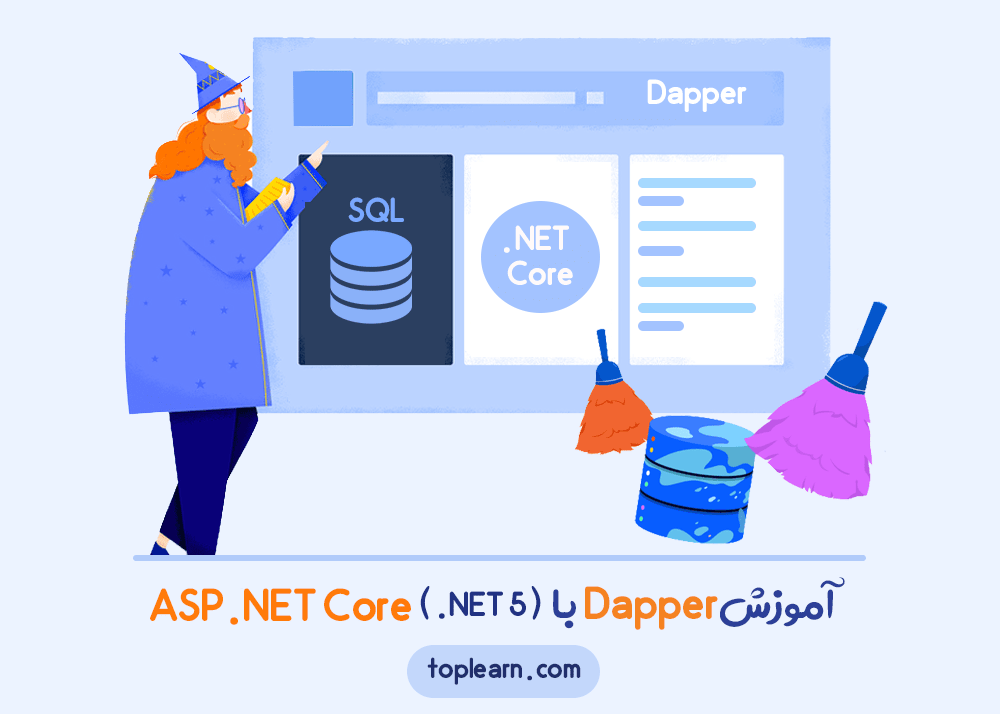 Dapper
SQL
.NET
Core
آموزش Dapper با ASP.NET Core (.NET 5)
toplearn.com